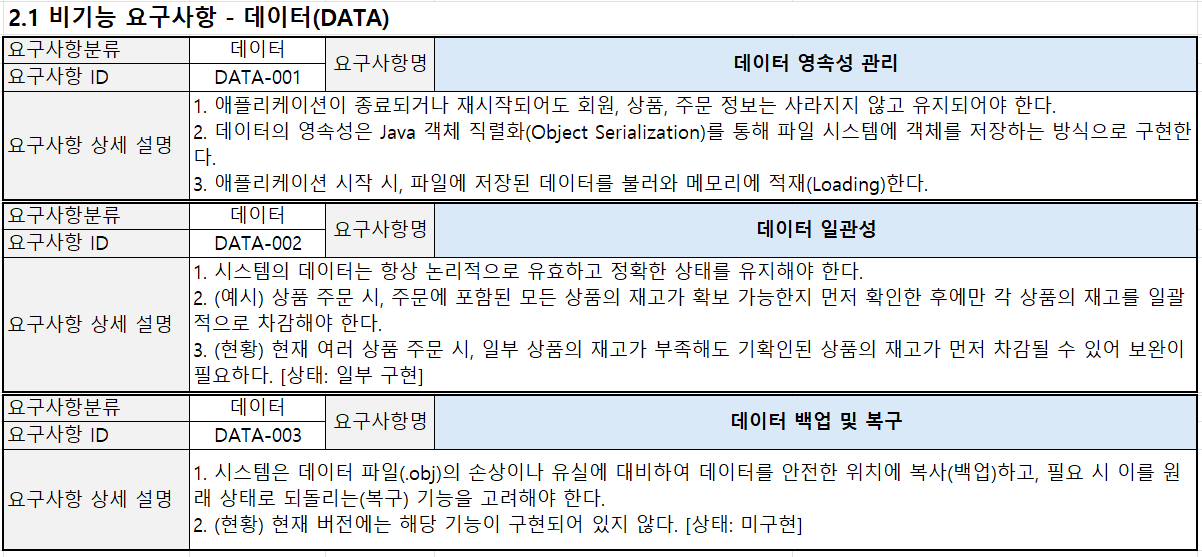 2.1 비기능 요구사항 - 데이터(DATA)
요구사항분류 데이터 요구사항명 데이터 영속성 관리
요구사항 ID DATA-001
요구사항 상세 설명
1. 애플리케이션이 종료되거나 재시작되어도 회원, 상품, 주문 정보는 사라지지 않고 유지되어야 한다.
2. 데이터의 영속성은 Java 객체 직렬화(Object Serialization)를 통해 파일 시스템에 객체를 저장하는 방식으로 구현한
다.
3. 애플리케이션 시작 시, 파일에 저장된 데이터를 불러와 메모리에 적재(Loading)한다.
요구사항분류 데이터 요구사항명 데이터 일관성
요구사항 ID DATA-002
요구사항 상세 설명
1. 시스템의 데이터는 항상 논리적으로 유효하고 정확한 상태를 유지해야 한다.
2. (예시) 상품 주문 시, 주문에 포함된 모든 상품의 재고가 확보 가능한지 먼저 확인한 후에만 각 상품의 재고를 일괄
적으로 차감해야 한다.
3. (현황) 현재 여러 상품 주문 시, 일부 상품의 재고가 부족해도 기확인된 상품의 재고가 먼저 차감될 수 있어 보완이
필요하다. [상태: 일부 구현]
요구사항분류 데이터 요구사항명 데이터 백업 및 복구
요구사항 ID DATA-003
요구사항 상세 설명
1. 시스템은 데이터 파일(.obj)의 손상이나 유실에 대비하여 데이터를 안전한 위치에 복사(백업)하고, 필요 시 이를 원
래 상태로 되돌리는(복구) 기능을 고려해야 한다.
2. (현황) 현재 버전에는 해당 기능이 구현되어 있지 않다. [상태: 미구현]